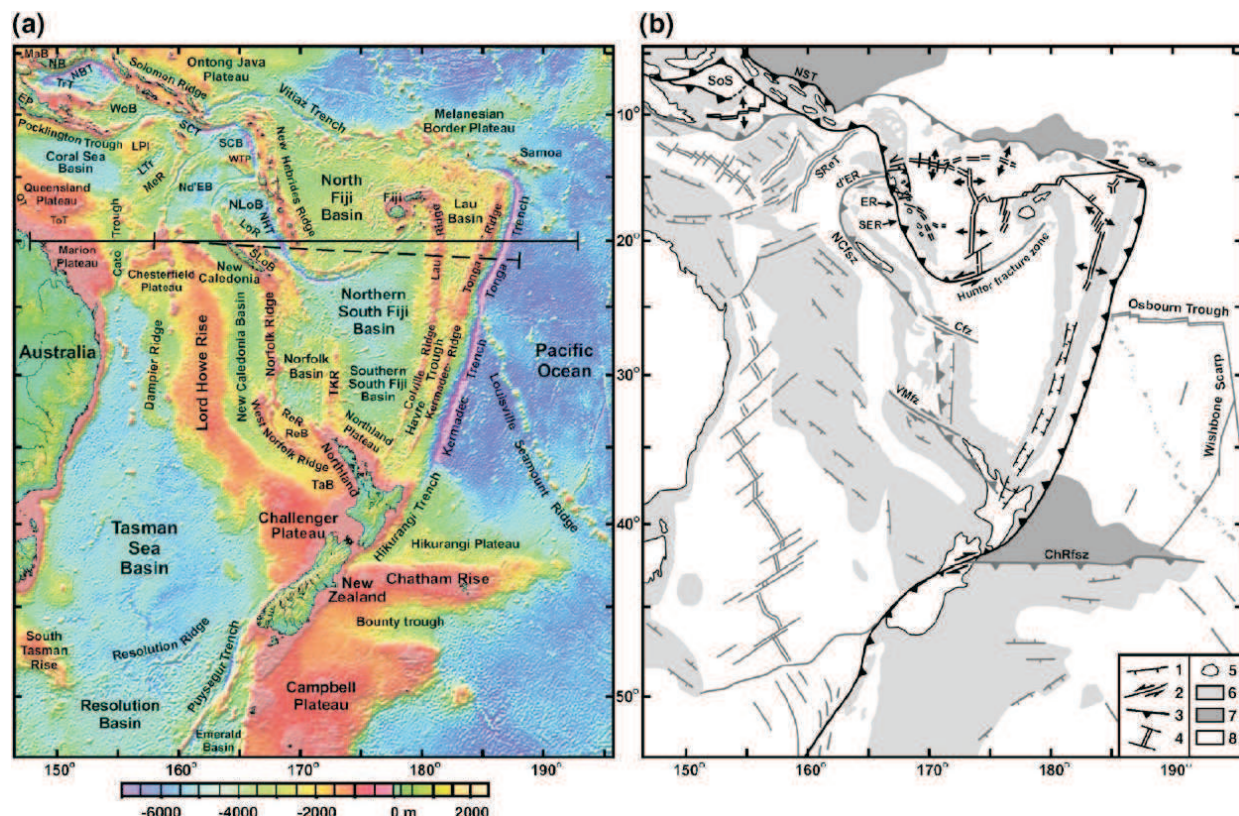 (a)
MaB
NB
NBT
TrT
Solomon Ridge
Ontong Java
Plateau
EP
WoB
Vitiaz Trench
Melanesian
Border Plateau
Pocklington Trough
SCT
SCB
WTP
New Hebrides Ridge
Samoa
LPl
Coral Sea
Basin
LTr
MeR
Nd'EB
North
Fiji
Basin
Fiji
Lau
Basin
Queensland
Plateau
QT
ToT
NLoB
NHT
LoR
SLoB
Ridge
Lau
Ridge
Tonga
Trench
Tonga
Marion
Plateau
Cato
Trough
Chesterfield
Plateau
New
Caledonia
Northern
South Fiji
Basin
Australia
Dampier Ridge
Lord Howe Rise
New Caledonia Basin
Norfolk Ridge
Norfolk
Basin
TKR
Southern
South Fiji
Basin
Colville Ridge
Havre Trough
Kermadec Ridge
Kermadec Trench
Pacific
Ocean
Louisville Seamount Ridge
ReR
ReB
West Norfolk Ridge
Northland
Plateau
Northland
TaB
Challenger
Plateau
Hikurangi Trench
Hikurangi Plateau
Tasman
Sea
Basin
New
Zealand
Chatham Rise
Bounty trough
South
Tasman
Rise
Resolution Ridge
Puysegur Trench
Resolution
Basin
Campbell
Plateau
Emerald
Basin
10°
20°
30°
40°
50°
150°
160°
170°
180°
190°
-6000
-4000
-2000
0 m
2000
(b)
SoS
NST
SReT
d'ER
ER
SER
NCfsz
Hunter fracture zone
Cfz
Osbourn Trough
VMfz
Wishbone Scarp
ChRfsz
1
2
3
4
5
6
7
8
10°
20°
30°
40°
50°
150°
160°
170°
180°
190°